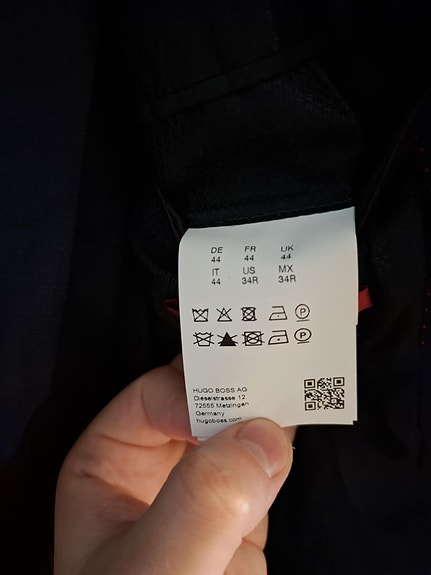 DE FR UK
44 44 44
IT US MX
44 34R 34R
P
P
HUGO BOSS AG
Dieselstrasse 12
72555 Metzingen
Germany
hugoboss.com